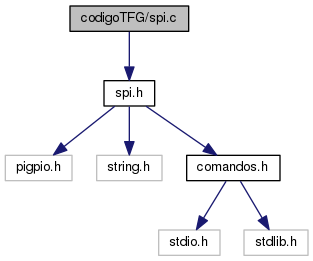 codigoTFG/spi.c
spi.h
pigpio.h
string.h
comandos.h
stdio.h
stdlib.h